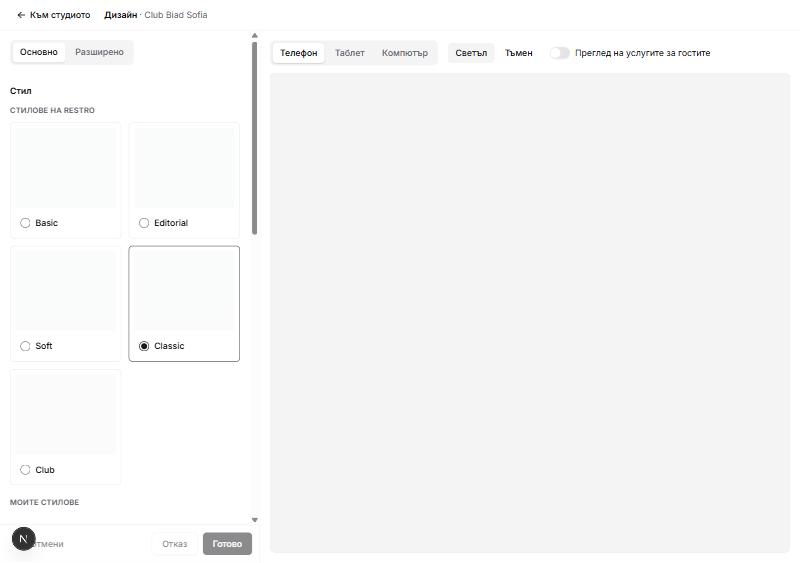 ← Към студиото Дизайн · Club Biad Sofia
Основно Разширено
Телефон Таблет Компютър Светъл Тъмен Преглед на услугите за гостите
Стил
СТИЛОВЕ НА RESTRO
Basic Editorial
Soft Classic
Club
МОИТЕ СТИЛОВЕ
N тмени Отказ Готово